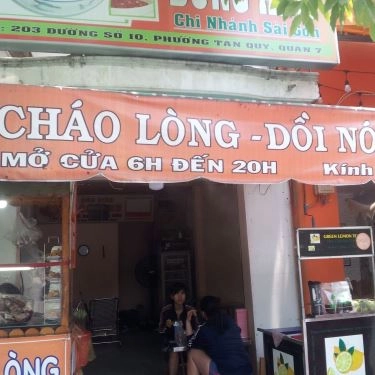 Chi Nhánh Sài Gòn
: 203 ĐƯỜNG SỐ 10, PHƯỜNG TÂN QUY, QUẬN 7
CHÁO LÒNG - DỒI NÓ
MỞ CỬA 6H ĐẾN 20H Kính
GREEN LEMON TE
LÒNG